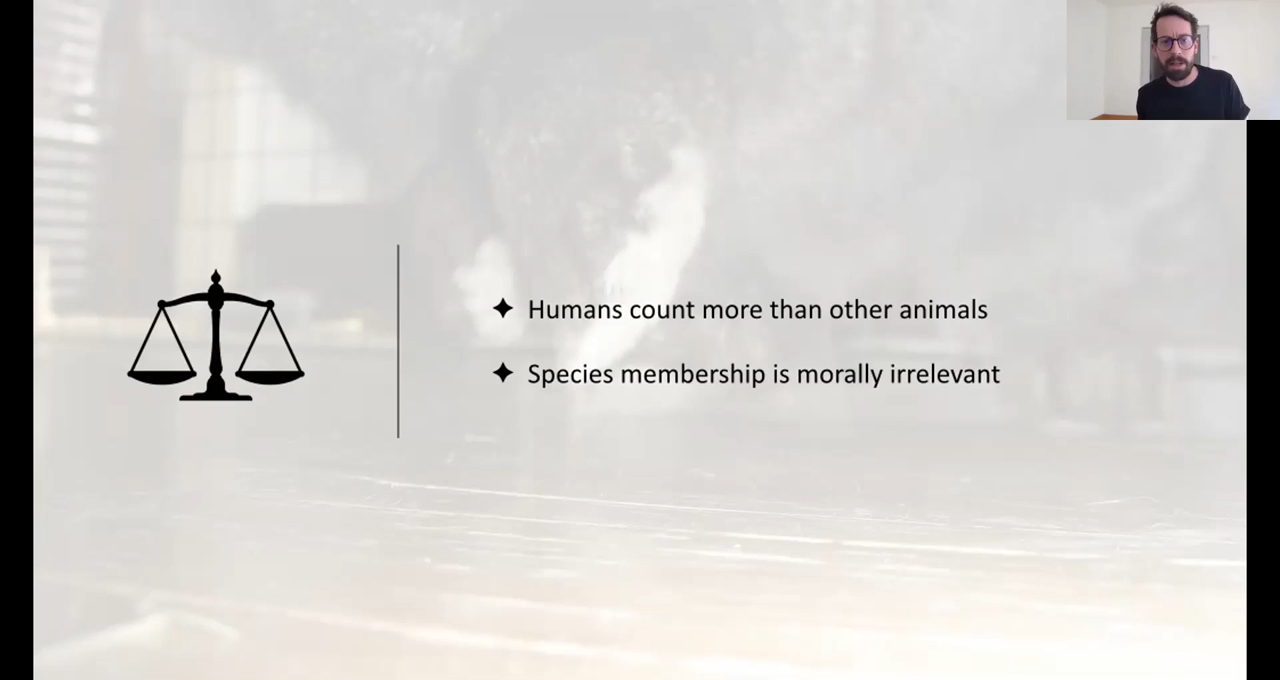 Humans count more than other animals
Species membership is morally irrelevant